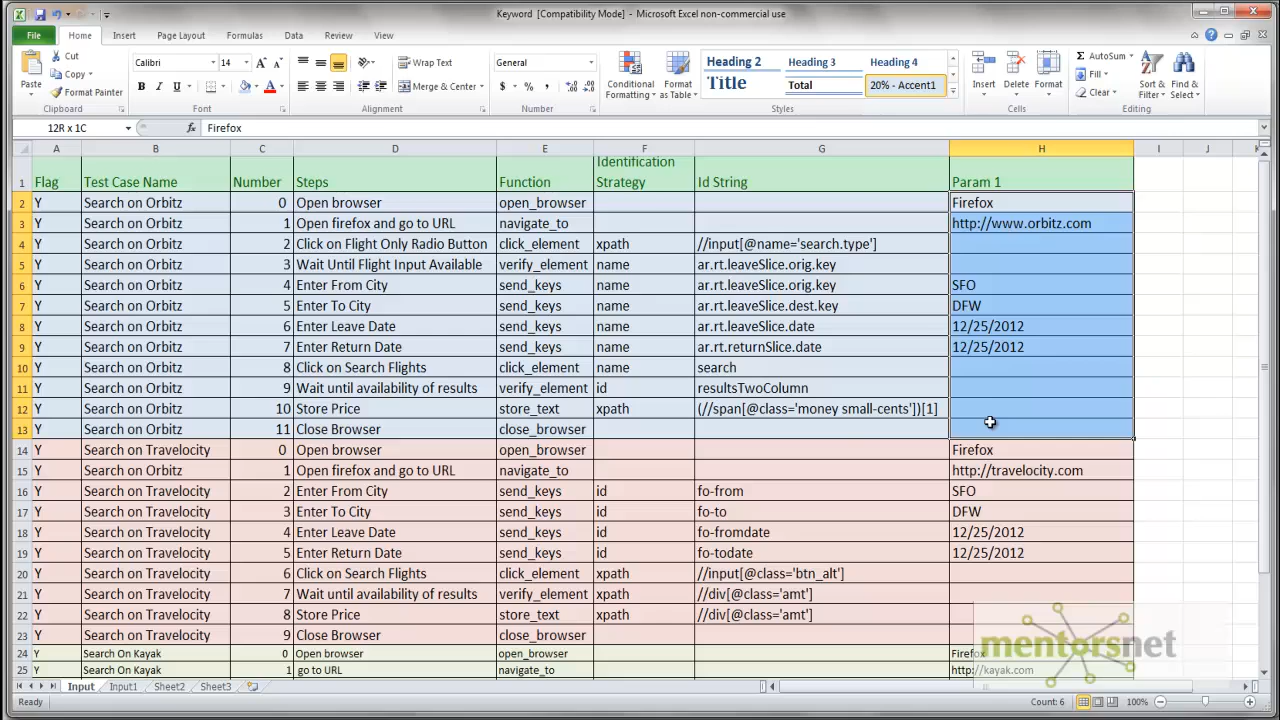 Keyword [Compatibility Mode] - Microsoft Excel non-commercial use
File Home Insert Page Layout Formulas Data Review View
Cut Copy Format Painter Paste Clipboard
Calibri 14 A A B I U A Font
Wrap Text Merge & Center Alignment
General $ % , Number
Conditional Formatting Format as Table
Heading 2 Heading 3 Heading 4
Title Total 20% - Accent1
Styles
Insert Delete Format Cells
Σ AutoSum Fill Clear Sort & Filter Find & Select Editing
12R x 1C fx Firefox
A B C D E F G H I J K
1 Flag Test Case Name Number Steps Function Identification Strategy Id String Param 1
2 Y Search on Orbitz 0 Open browser open_browser Firefox
3 Y Search on Orbitz 1 Open firefox and go to URL navigate_to http://www.orbitz.com
4 Y Search on Orbitz 2 Click on Flight Only Radio Button click_element xpath //input[@name='search.type']
5 Y Search on Orbitz 3 Wait Until Flight Input Available verify_element name ar.rt.leaveSlice.orig.key
6 Y Search on Orbitz 4 Enter From City send_keys name ar.rt.leaveSlice.orig.key SFO
7 Y Search on Orbitz 5 Enter To City send_keys name ar.rt.leaveSlice.dest.key DFW
8 Y Search on Orbitz 6 Enter Leave Date send_keys name ar.rt.leaveSlice.date 12/25/2012
9 Y Search on Orbitz 7 Enter Return Date send_keys name ar.rt.returnSlice.date 12/25/2012
10 Y Search on Orbitz 8 Click on Search Flights click_element name search
11 Y Search on Orbitz 9 Wait until availability of results verify_element id resultsTwoColumn
12 Y Search on Orbitz 10 Store Price store_text xpath (//span[@class='money small-cents'])[1]
13 Y Search on Orbitz 11 Close Browser close_browser
14 Y Search on Travelocity 0 Open browser open_browser Firefox
15 Y Search on Orbitz 1 Open firefox and go to URL navigate_to http://travelocity.com
16 Y Search on Travelocity 2 Enter From City send_keys id fo-from SFO
17 Y Search on Travelocity 3 Enter To City send_keys id fo-to DFW
18 Y Search on Travelocity 4 Enter Leave Date send_keys id fo-fromdate 12/25/2012
19 Y Search on Travelocity 5 Enter Return Date send_keys id fo-todate 12/25/2012
20 Y Search on Travelocity 6 Click on Search Flights click_element xpath //input[@class='btn_alt']
21 Y Search on Travelocity 7 Wait until availability of results verify_element xpath //div[@class='amt']
22 Y Search on Travelocity 8 Store Price store_text xpath //div[@class='amt']
23 Y Search on Travelocity 9 Close Browser close_browser
mentorsnet
24 Y Search On Kayak 0 Open browser open_browser Firefox
25 Y Search On Kayak 1 go to URL navigate_to http://kayak.com
Input Input1 Sheet2 Sheet3
Ready Count: 6 100%